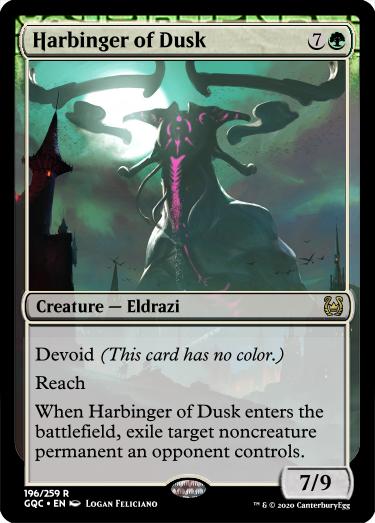 Harbinger of Dusk 7
Creature — Eldrazi
Devoid (This card has no color.)
Reach
When Harbinger of Dusk enters the
battlefield, exile target noncreature
permanent an opponent controls.
7/9
196/259 R
GQC • EN Logan Feliciano
™ & © 2020 CanterburyEgg